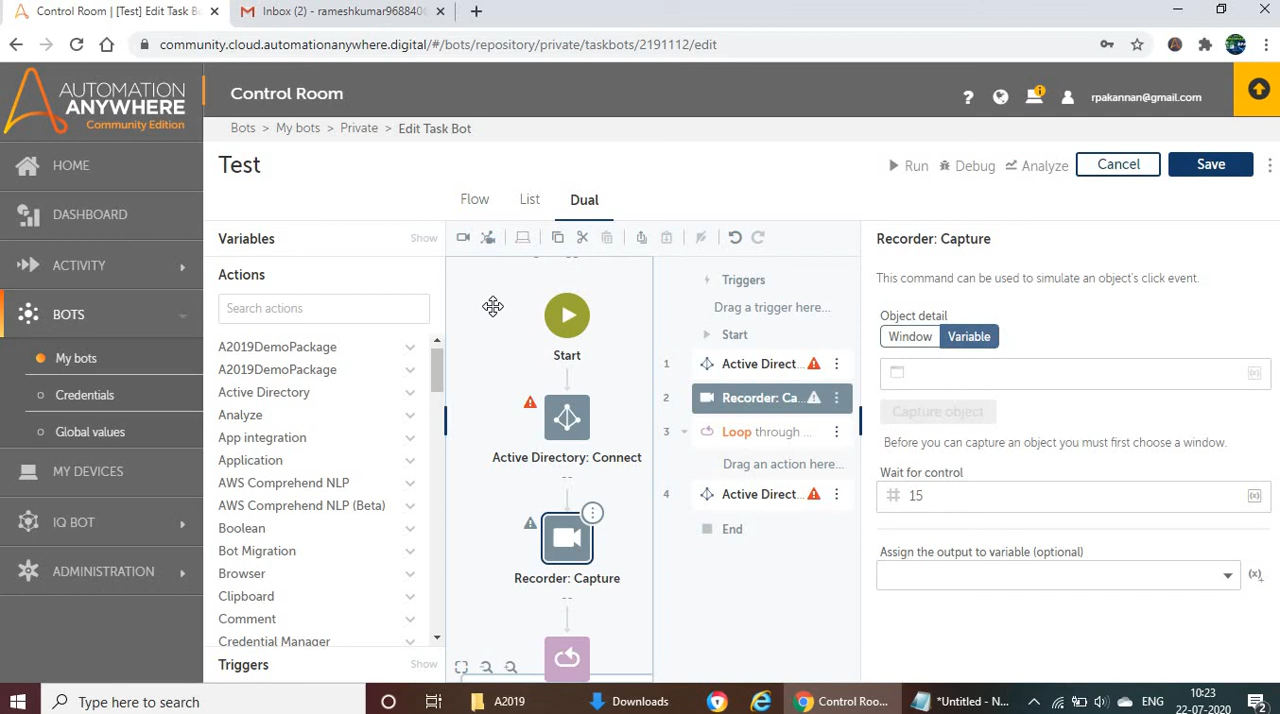 Control Room | [Test] Edit Task B
Inbox (2) - rameshkumar968840
community.cloud.automationanywhere.digital/#/bots/repository/private/taskbots/2191112/edit
AUTOMATION
ANYWHERE
Community Edition
Control Room
rpakannan@gmail.com
Bots > My bots > Private > Edit Task Bot
HOME
DASHBOARD
ACTIVITY
BOTS
My bots
Credentials
Global values
MY DEVICES
IQ BOT
ADMINISTRATION
Test
Run
Debug
Analyze
Cancel
Save
Flow
List
Dual
Variables
Show
Actions
Search actions
A2019DemoPackage
A2019DemoPackage
Active Directory
Analyze
App integration
Application
AWS Comprehend NLP
AWS Comprehend NLP (Beta)
Boolean
Bot Migration
Browser
Clipboard
Comment
Credential Manager
Triggers
Show
Start
Active Directory: Connect
Recorder: Capture
Triggers
Drag a trigger here...
Start
1 Active Direct...
2 Recorder: Ca...
3 Loop through ...
Drag an action here...
4 Active Direct...
End
Recorder: Capture
This command can be used to simulate an object's click event.
Object detail
Window
Variable
(x)
Capture object
Before you can capture an object you must first choose a window.
Wait for control
# 15
(x)
Assign the output to variable (optional)
(x)+
Type here to search
A2019
Downloads
Control Roo...
*Untitled - N...
ENG
10:23
22-07-2020
2